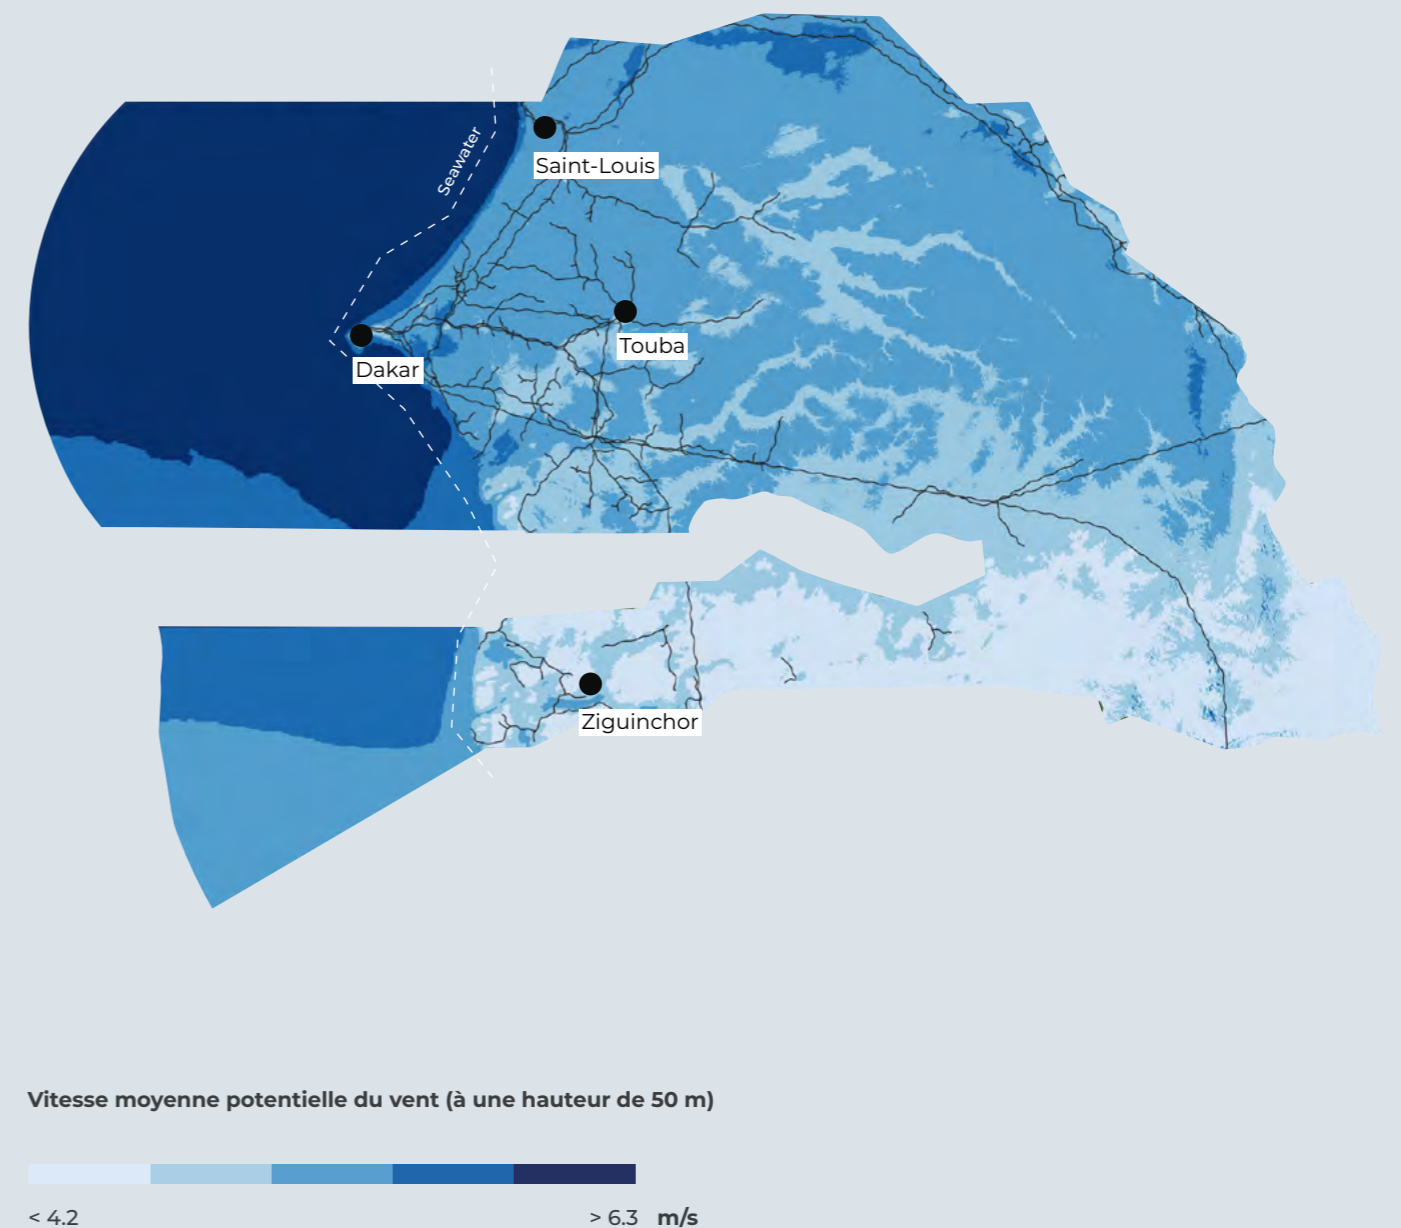 Seawater
Saint-Louis
Touba
Dakar
Ziguinchor
Vitesse moyenne potentielle du vent (à une hauteur de 50 m)
< 4.2 > 6.3 m/s